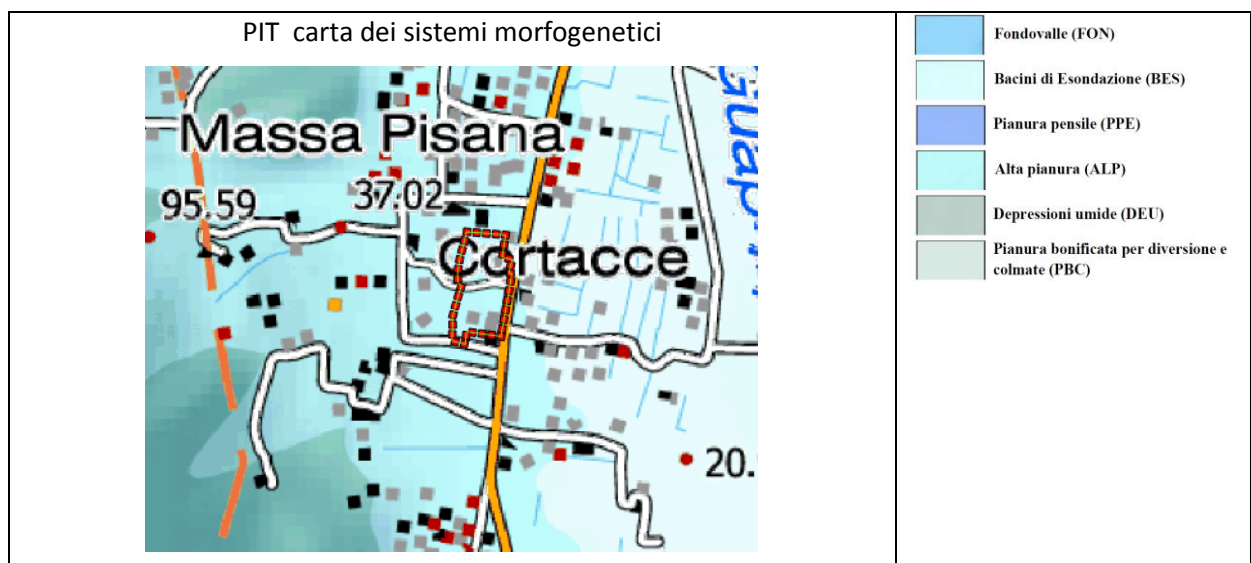 PIT carta dei sistemi morfogenetici
Massa Pisana
37.02
95.59
Cortacce
20.
Guap
Fondovalle (FON)
Bacini di Esondazione (BES)
Pianura pensile (PPE)
Alta pianura (ALP)
Depressioni umide (DEU)
Pianura bonificata per diversione e
colmate (PBC)